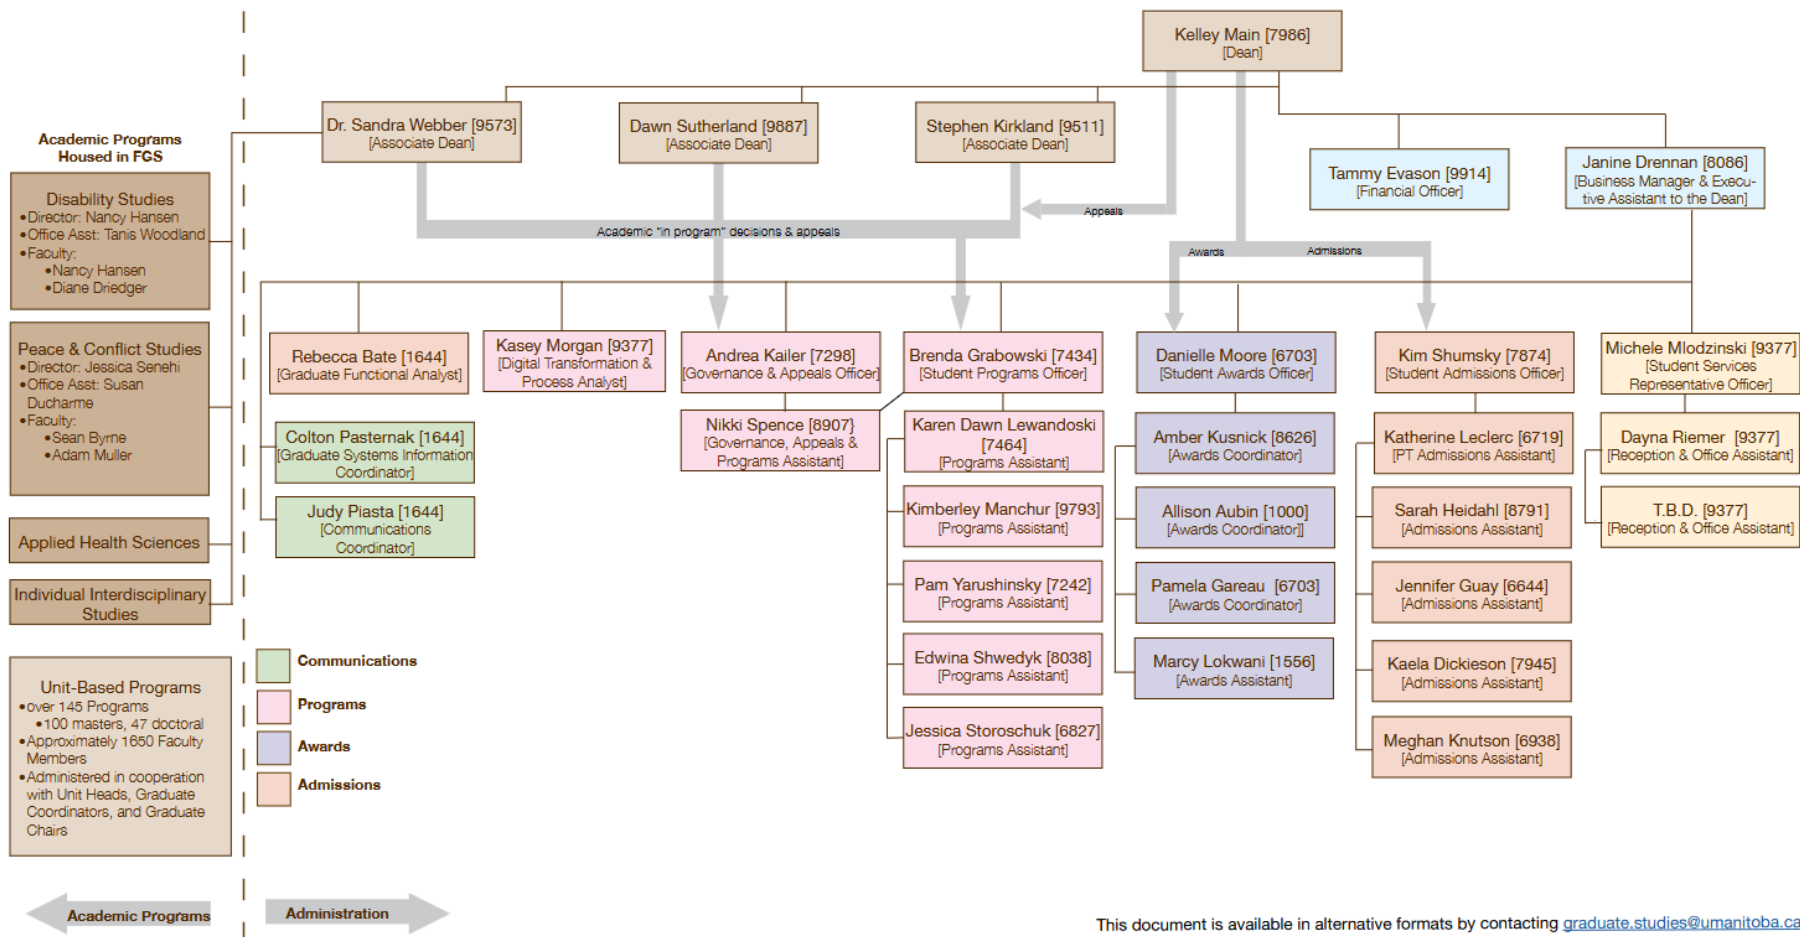 Kelley Main [7986]
[Dean]
Dr. Sandra Webber [9573]
[Associate Dean]
Dawn Sutherland [9887]
[Associate Dean]
Stephen Kirkland [9511]
[Associate Dean]
Tammy Evason [9914]
[Financial Officer]
Janine Drennan [8086]
[Business Manager & Execu-
tive Assistant to the Dean]
Academic Programs
Housed in FGS
Disability Studies
•Director: Nancy Hansen
•Office Asst: Tanis Woodland
•Faculty:
•Nancy Hansen
•Diane Driedger
Peace & Conflict Studies
•Director: Jessica Senehi
•Office Asst: Susan
Ducharme
•Faculty:
•Sean Byrne
•Adam Muller
Applied Health Sciences
Individual Interdisciplinary
Studies
Unit-Based Programs
•over 145 Programs
•100 masters, 47 doctoral
•Approximately 1650 Faculty
Members
•Administered in cooperation
with Unit Heads, Graduate
Coordinators, and Graduate
Chairs
Appeals
Academic "in program" decisions & appeals
Awards
Admissions
Rebecca Bate [1644]
[Graduate Functional Analyst]
Colton Pasternak [1644]
[Graduate Systems Information
Coordinator]
Judy Piasta [1644]
[Communications
Coordinator]
Kasey Morgan [9377]
[Digital Transformation &
Process Analyst]
Andrea Kailer [7298]
[Governance & Appeals Officer]
Nikki Spence [8907}
[Governance, Appeals &
Programs Assistant]
Brenda Grabowski [7434]
[Student Programs Officer]
Karen Dawn Lewandoski
[7464]
[Programs Assistant]
Kimberley Manchur [9793]
[Programs Assistant]
Pam Yarushinsky [7242]
[Programs Assistant]
Edwina Shwedyk [8038]
[Programs Assistant]
Jessica Storoschuk [6827]
[Programs Assistant]
Danielle Moore [6703]
[Student Awards Officer]
Amber Kusnick [8626]
[Awards Coordinator]
Allison Aubin [1000]
[Awards Coordinator]]
Pamela Gareau [6703]
[Awards Coordinator]
Marcy Lokwani [1556]
[Awards Assistant]
Kim Shumsky [7874]
[Student Admissions Officer]
Katherine Leclerc [6719]
[PT Admissions Assistant]
Sarah Heidahl [8791]
[Admissions Assistant]
Jennifer Guay [6644]
[Admissions Assistant]
Kaela Dickieson [7945]
[Admissions Assistant]
Meghan Knutson [6938]
[Admissions Assistant]
Michele Mlodzinski [9377]
[Student Services
Representative Officer]
Dayna Riemer [9377]
[Reception & Office Assistant]
T.B.D. [9377]
[Reception & Office Assistant]
Communications
Programs
Awards
Admissions
Academic Programs
Administration
This document is available in alternative formats by contacting graduate.studies@umanitoba.ca